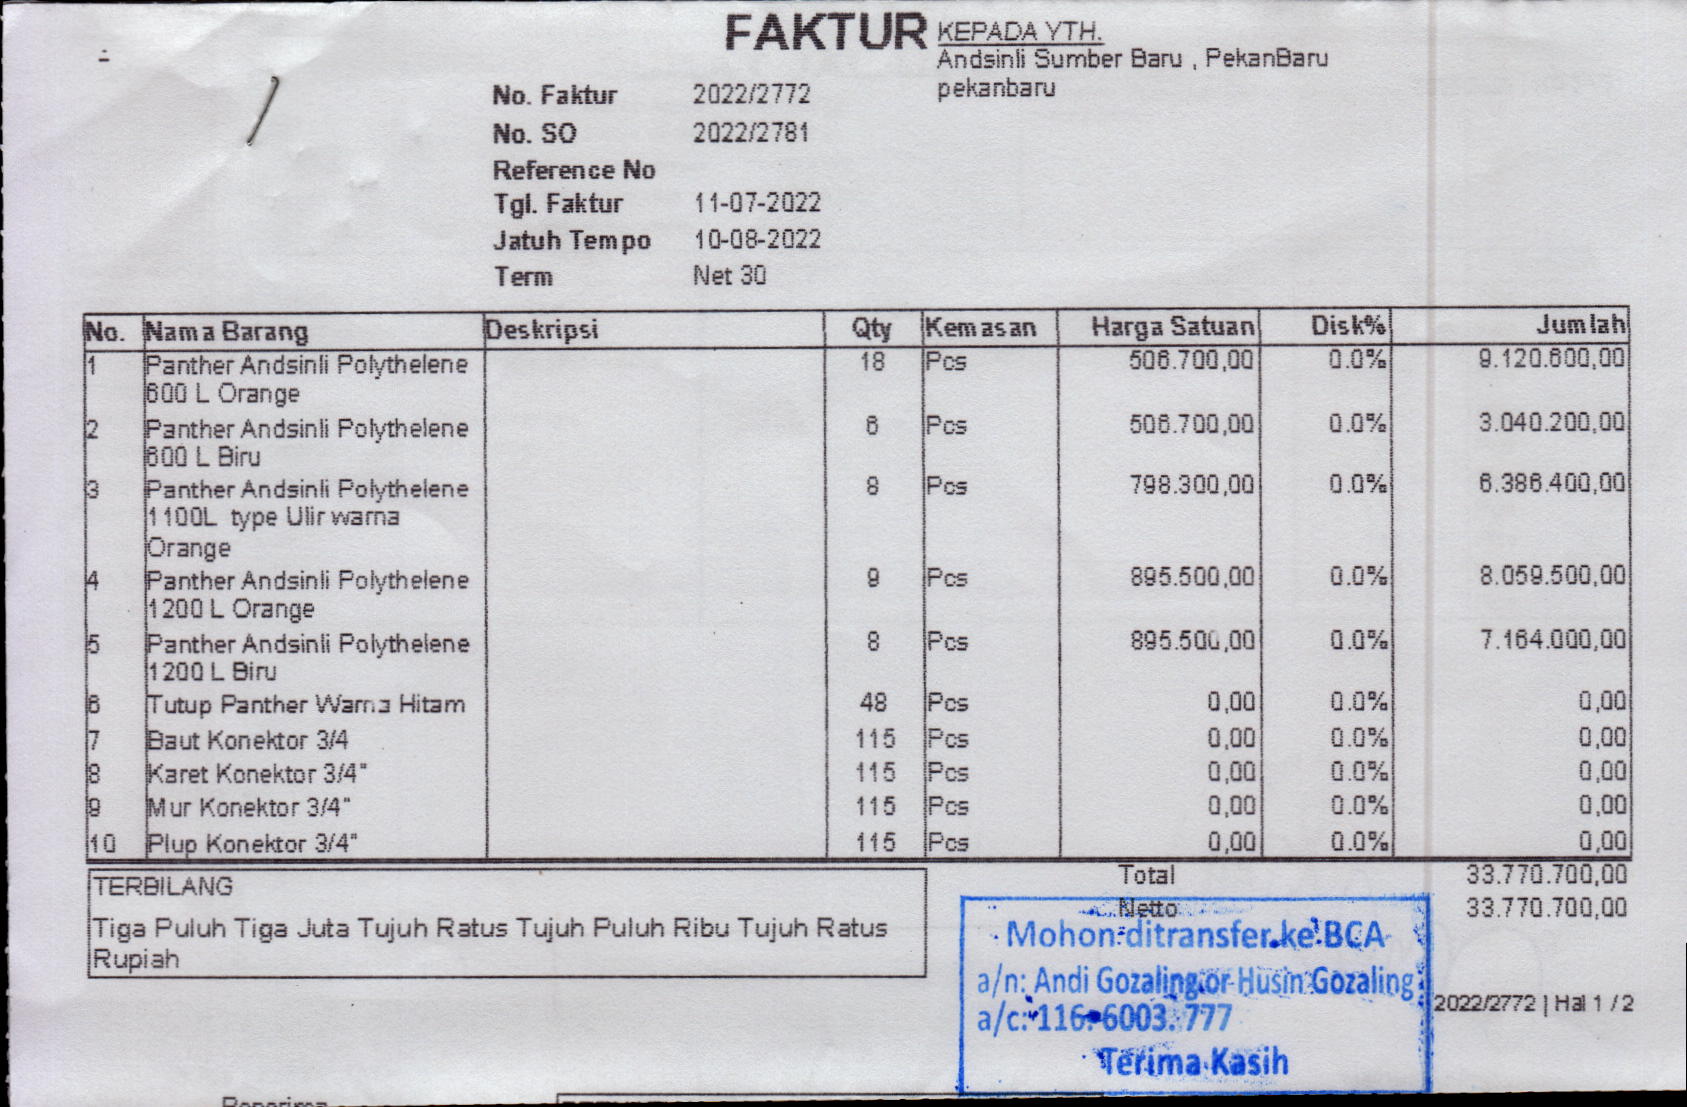 FAKTUR
KEPADA YTH.
Andsinli Sumber Baru , PekanBaru
pekanbaru
No. Faktur 2022/2772
No. SO 2022/2781
Reference No
Tgl. Faktur 11-07-2022
Jatuh Tempo 10-08-2022
Term Net 30
No. Nama Barang Deskripsi Qty Kemasan Harga Satuan Disk% Jumlah
1 Panther Andsinli Polythelene 18 Pcs 506.700,00 0.0% 9.120.600,00
600 L Orange
2 Panther Andsinli Polythelene 6 Pcs 506.700,00 0.0% 3.040.200,00
600 L Biru
3 Panther Andsinli Polythelene 8 Pcs 798.300,00 0.0% 6.386.400,00
1100L type Ulir warna
Orange
4 Panther Andsinli Polythelene 9 Pcs 895.500,00 0.0% 8.059.500,00
1200 L Orange
5 Panther Andsinli Polythelene 8 Pcs 895.500,00 0.0% 7.164.000,00
1200 L Biru
6 Tutup Panther Warna Hitam 48 Pcs 0,00 0.0% 0,00
7 Baut Konektor 3/4 115 Pcs 0,00 0.0% 0,00
8 Karet Konektor 3/4" 115 Pcs 0,00 0.0% 0,00
9 Mur Konektor 3/4" 115 Pcs 0,00 0.0% 0,00
10 Plup Konektor 3/4" 115 Pcs 0,00 0.0% 0,00
Total 33.770.700,00
Netto 33.770.700,00
TERBILANG
Tiga Puluh Tiga Juta Tujuh Ratus Tujuh Puluh Ribu Tujuh Ratus
Rupiah
Mohon ditransfer ke BCA
a/n: Andi Gozaling or Husin Gozaling
a/c: 116. 6003. 777
Terima Kasih
2022/2772 | Hal 1 / 2
Penerima